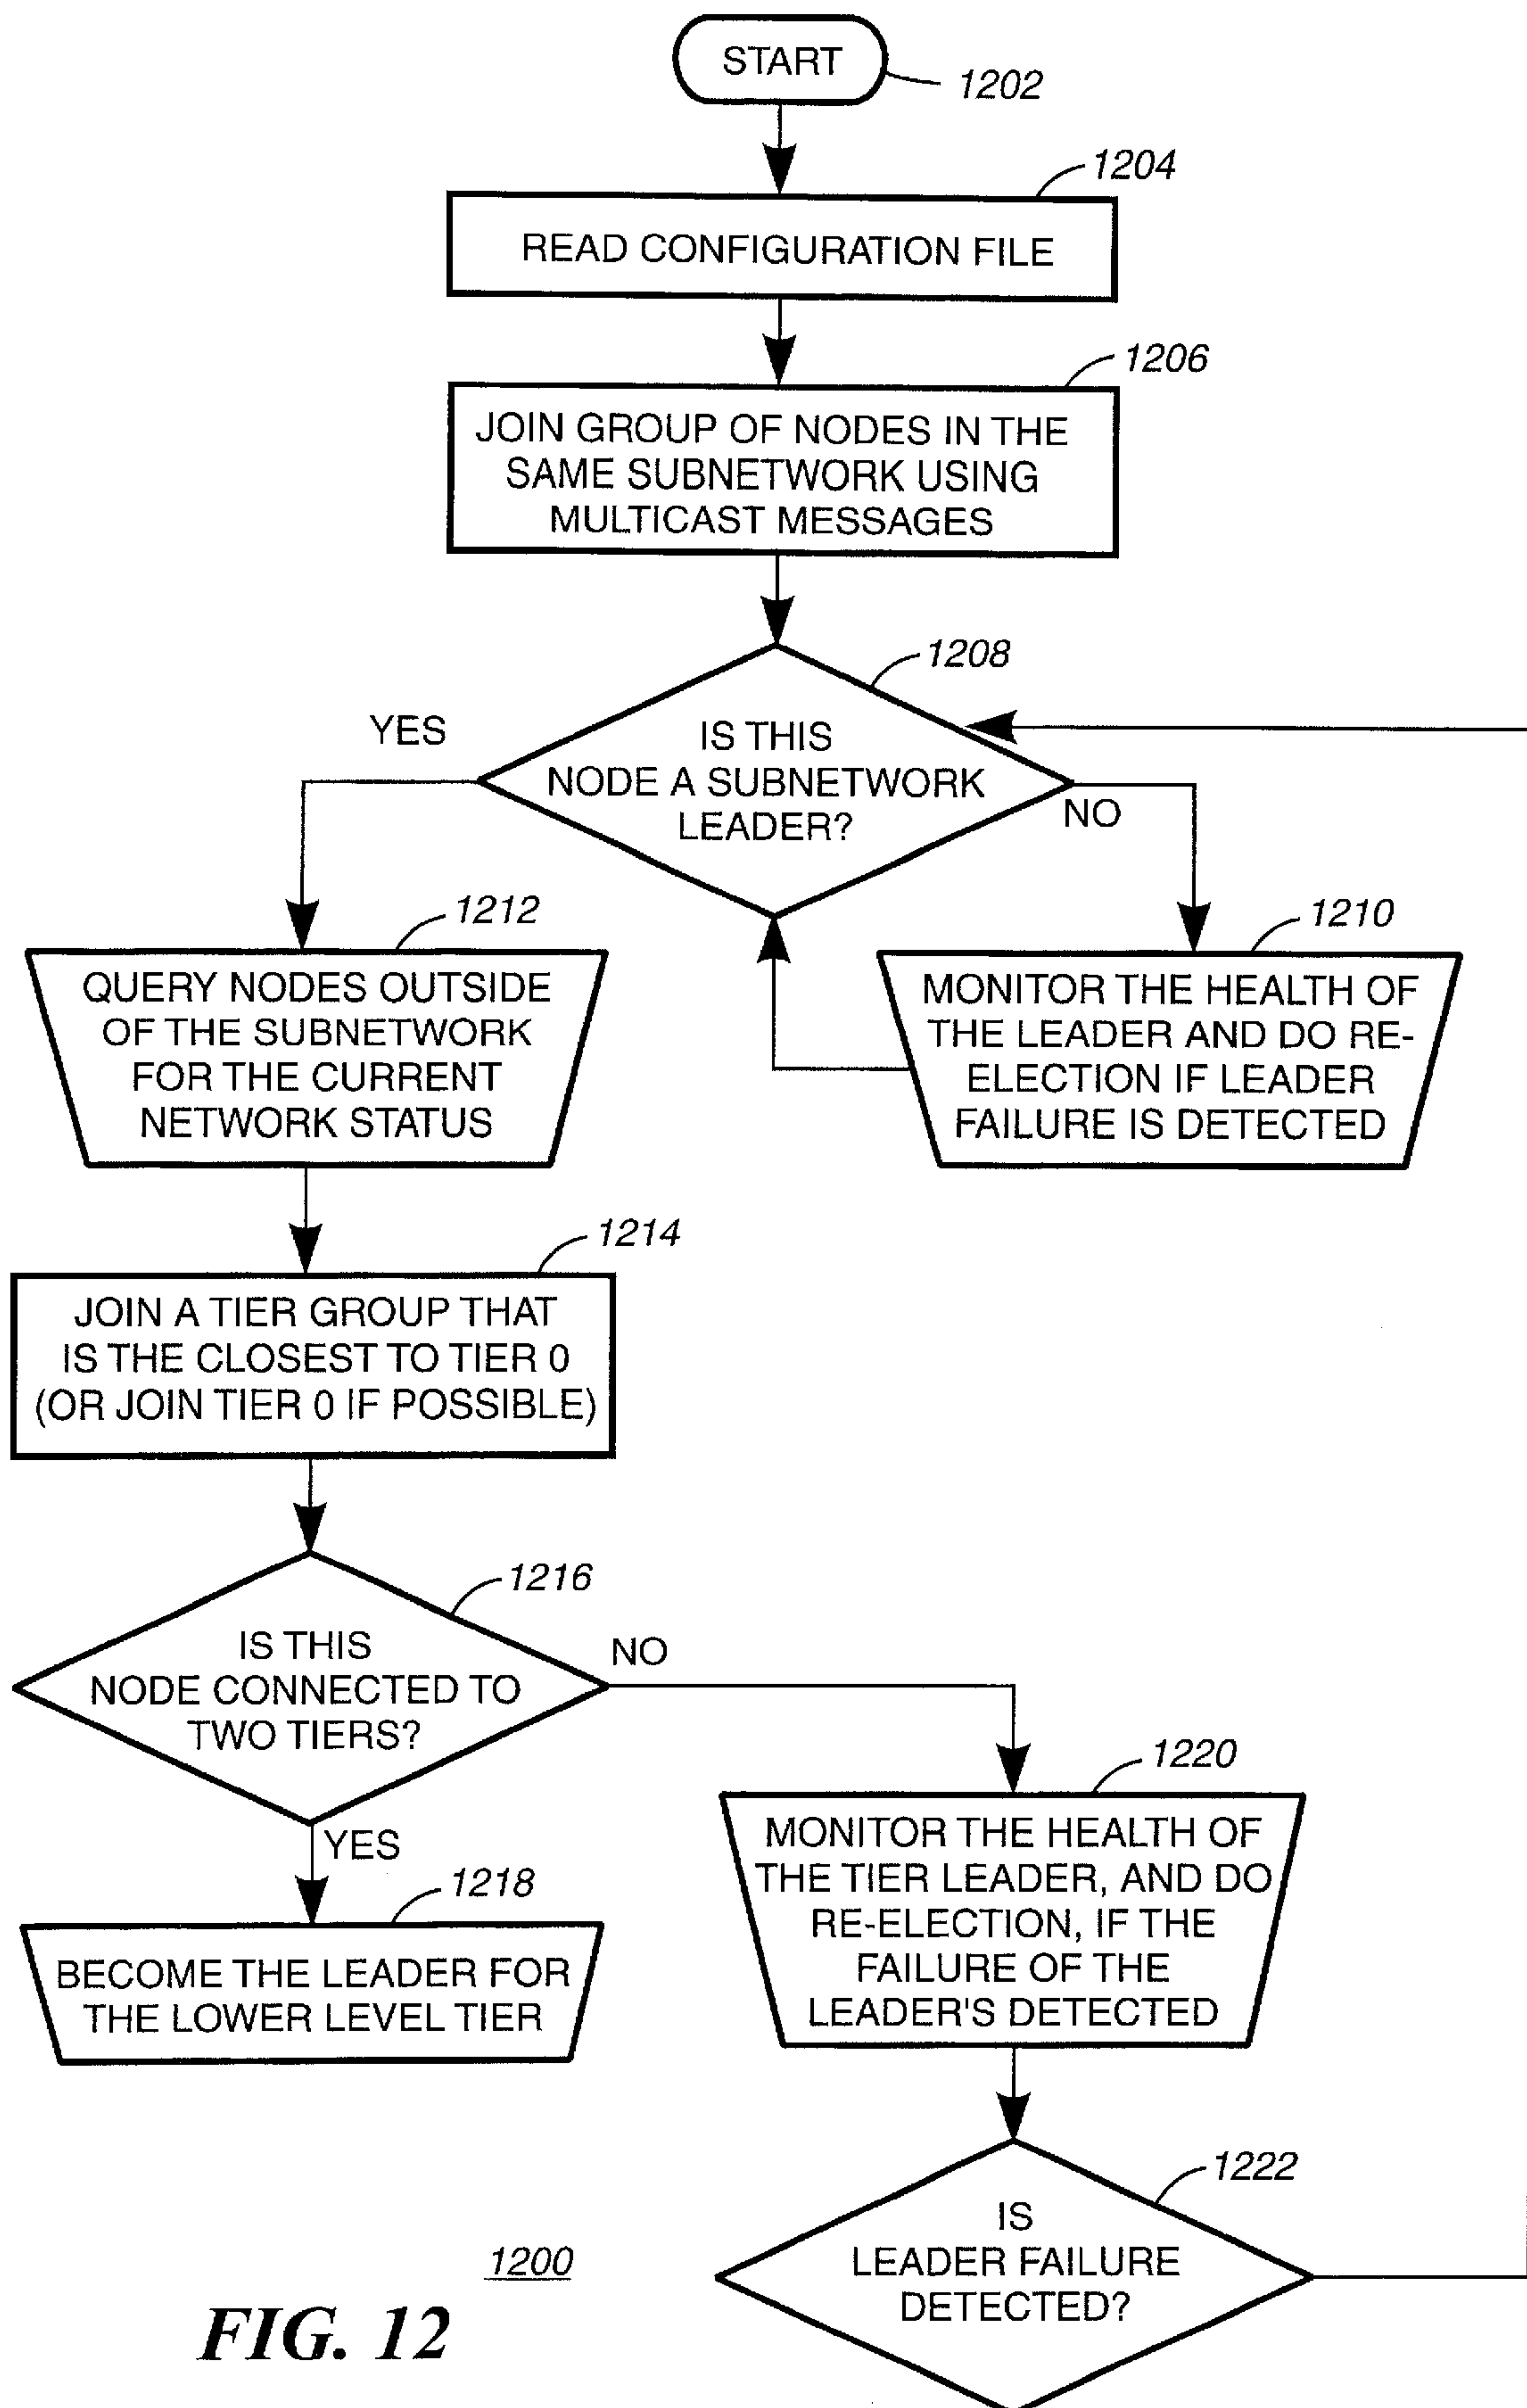 START
1202
1204
READ CONFIGURATION FILE
1206
JOIN GROUP OF NODES IN THE
SAME SUBNETWORK USING
MULTICAST MESSAGES
1208
YES
IS THIS
NODE A SUBNETWORK
LEADER?
NO
1212
QUERY NODES OUTSIDE
OF THE SUBNETWORK
FOR THE CURRENT
NETWORK STATUS
1210
MONITOR THE HEALTH OF
THE LEADER AND DO RE-
ELECTION IF LEADER
FAILURE IS DETECTED
1214
JOIN A TIER GROUP THAT
IS THE CLOSEST TO TIER 0
(OR JOIN TIER 0 IF POSSIBLE)
1216
IS THIS
NODE CONNECTED TO
TWO TIERS?
NO
YES
1218
BECOME THE LEADER FOR
THE LOWER LEVEL TIER
1220
MONITOR THE HEALTH OF
THE TIER LEADER, AND DO
RE-ELECTION, IF THE
FAILURE OF THE
LEADER'S DETECTED
1222
IS
LEADER FAILURE
DETECTED?
1200
FIG. 12